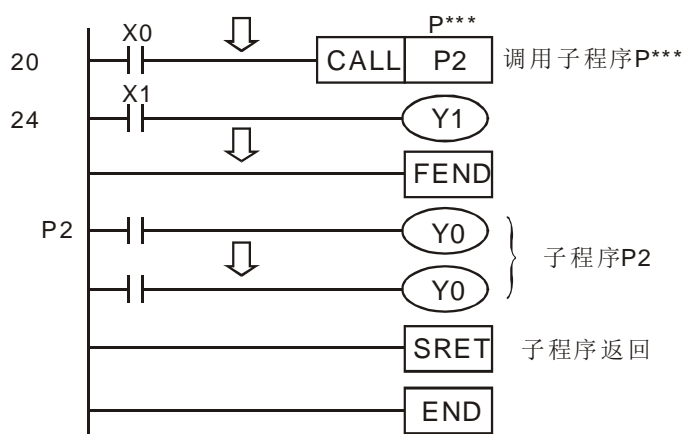 P***
X0
20
CALL P2
调用子程序P***
X1
24
Y1
FEND
P2
Y0
子程序P2
Y0
SRET
子程序返回
END